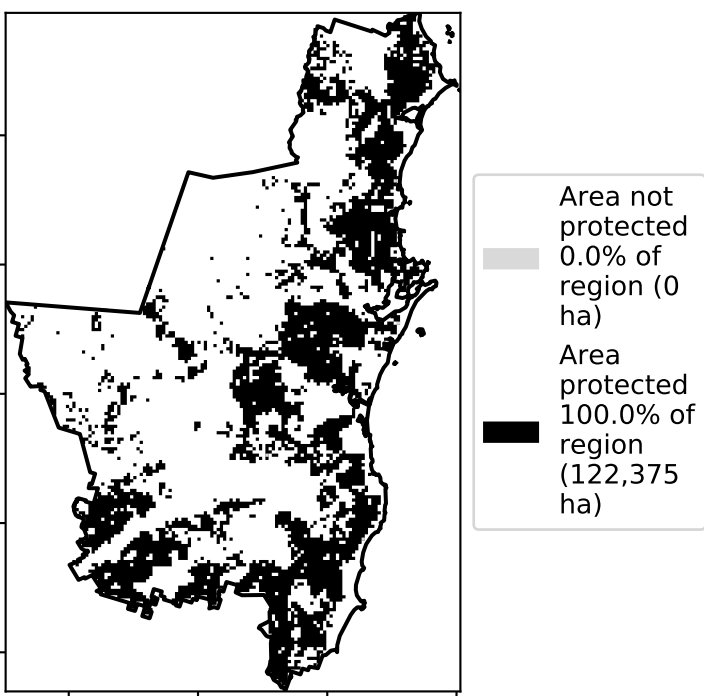 Area not
protected
0.0% of
region (0
ha)
Area
protected
100.0% of
region
(122,375
ha)